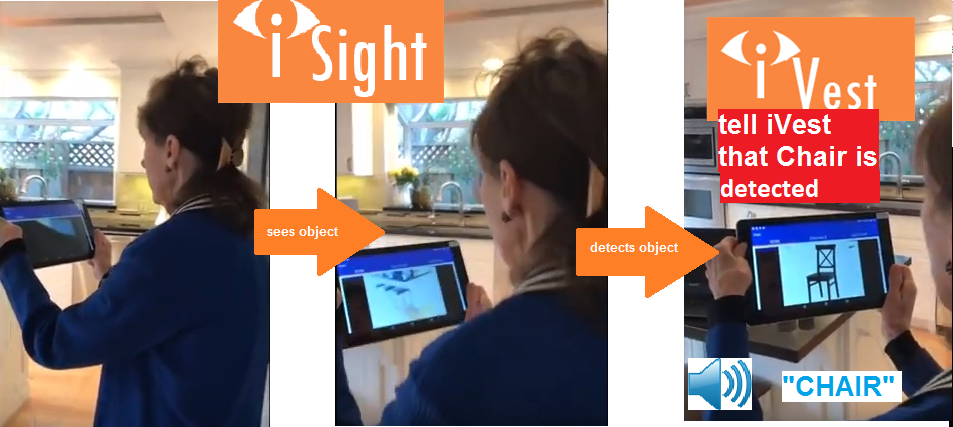 iSight
sees object
detects object
iVest
tell iVest
that Chair is
detected
"CHAIR"